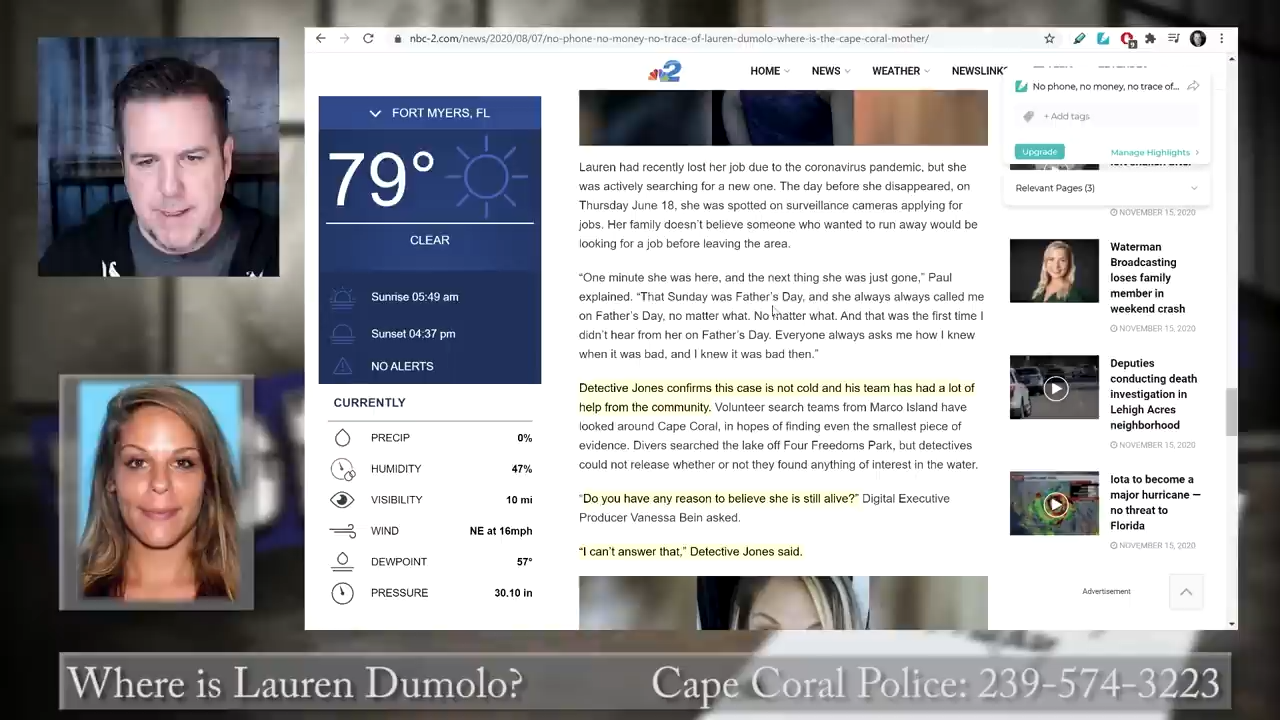 nbc-2.com/news/2020/08/07/no-phone-no-money-no-trace-of-lauren-dumolo-where-is-the-cape-coral-mother/
2
HOME
NEWS
WEATHER
NEWSLINKS
No phone, no money, no trace of...
+ Add tags
Upgrade
Manage Highlights
Relevant Pages (3)
FORT MYERS, FL
79°
CLEAR
Sunrise 05:49 am
Sunset 04:37 pm
NO ALERTS
CURRENTLY
PRECIP 0%
HUMIDITY 47%
VISIBILITY 10 mi
WIND NE at 16mph
DEWPOINT 57°
PRESSURE 30.10 in
Lauren had recently lost her job due to the coronavirus pandemic, but she
was actively searching for a new one. The day before she disappeared, on
Thursday June 18, she was spotted on surveillance cameras applying for
jobs. Her family doesn’t believe someone who wanted to run away would be
looking for a job before leaving the area.
“One minute she was here, and the next thing she was just gone,” Paul
explained. “That Sunday was Father’s Day, and she always always called me
on Father’s Day, no matter what. No matter what. And that was the first time I
didn’t hear from her on Father’s Day. Everyone always asks me how I knew
when it was bad, and I knew it was bad then.”
Detective Jones confirms this case is not cold and his team has had a lot of
help from the community. Volunteer search teams from Marco Island have
looked around Cape Coral, in hopes of finding even the smallest piece of
evidence. Divers searched the lake off Four Freedoms Park, but detectives
could not release whether or not they found anything of interest in the water.
“Do you have any reason to believe she is still alive?” Digital Executive
Producer Vanessa Bein asked.
“I can’t answer that,” Detective Jones said.
NOVEMBER 15, 2020
Waterman
Broadcasting
loses family
member in
weekend crash
NOVEMBER 15, 2020
Deputies
conducting death
investigation in
Lehigh Acres
neighborhood
NOVEMBER 15, 2020
Iota to become a
major hurricane —
no threat to
Florida
NOVEMBER 15, 2020
Advertisement
Where is Lauren Dumolo? Cape Coral Police: 239-574-3223